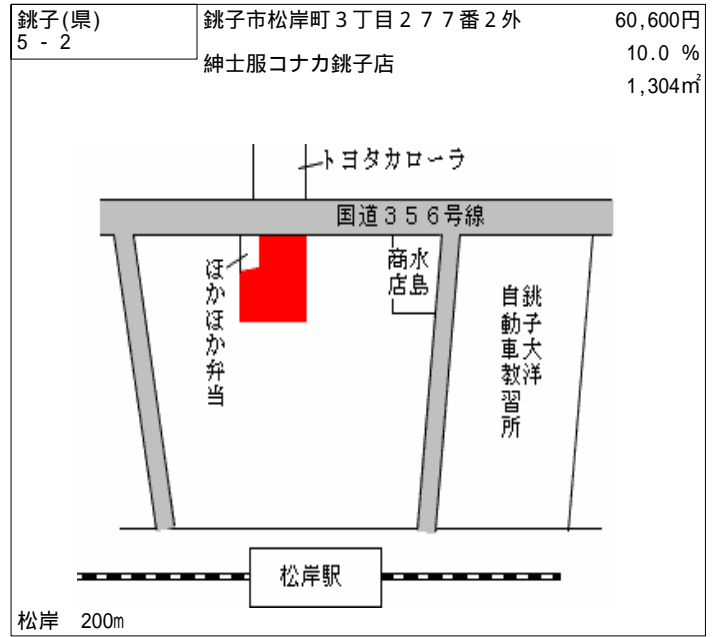 銚子(県)
5 - 2
銚子市松岸町３丁目２７７番２外
60,600円
紳士服コナカ銚子店
10.0 %
1,304㎡
トヨタカローラ
国道３５６号線
ほかほか弁当
水島
商店
銚子大洋
自動車教習所
松岸駅
松岸 200m